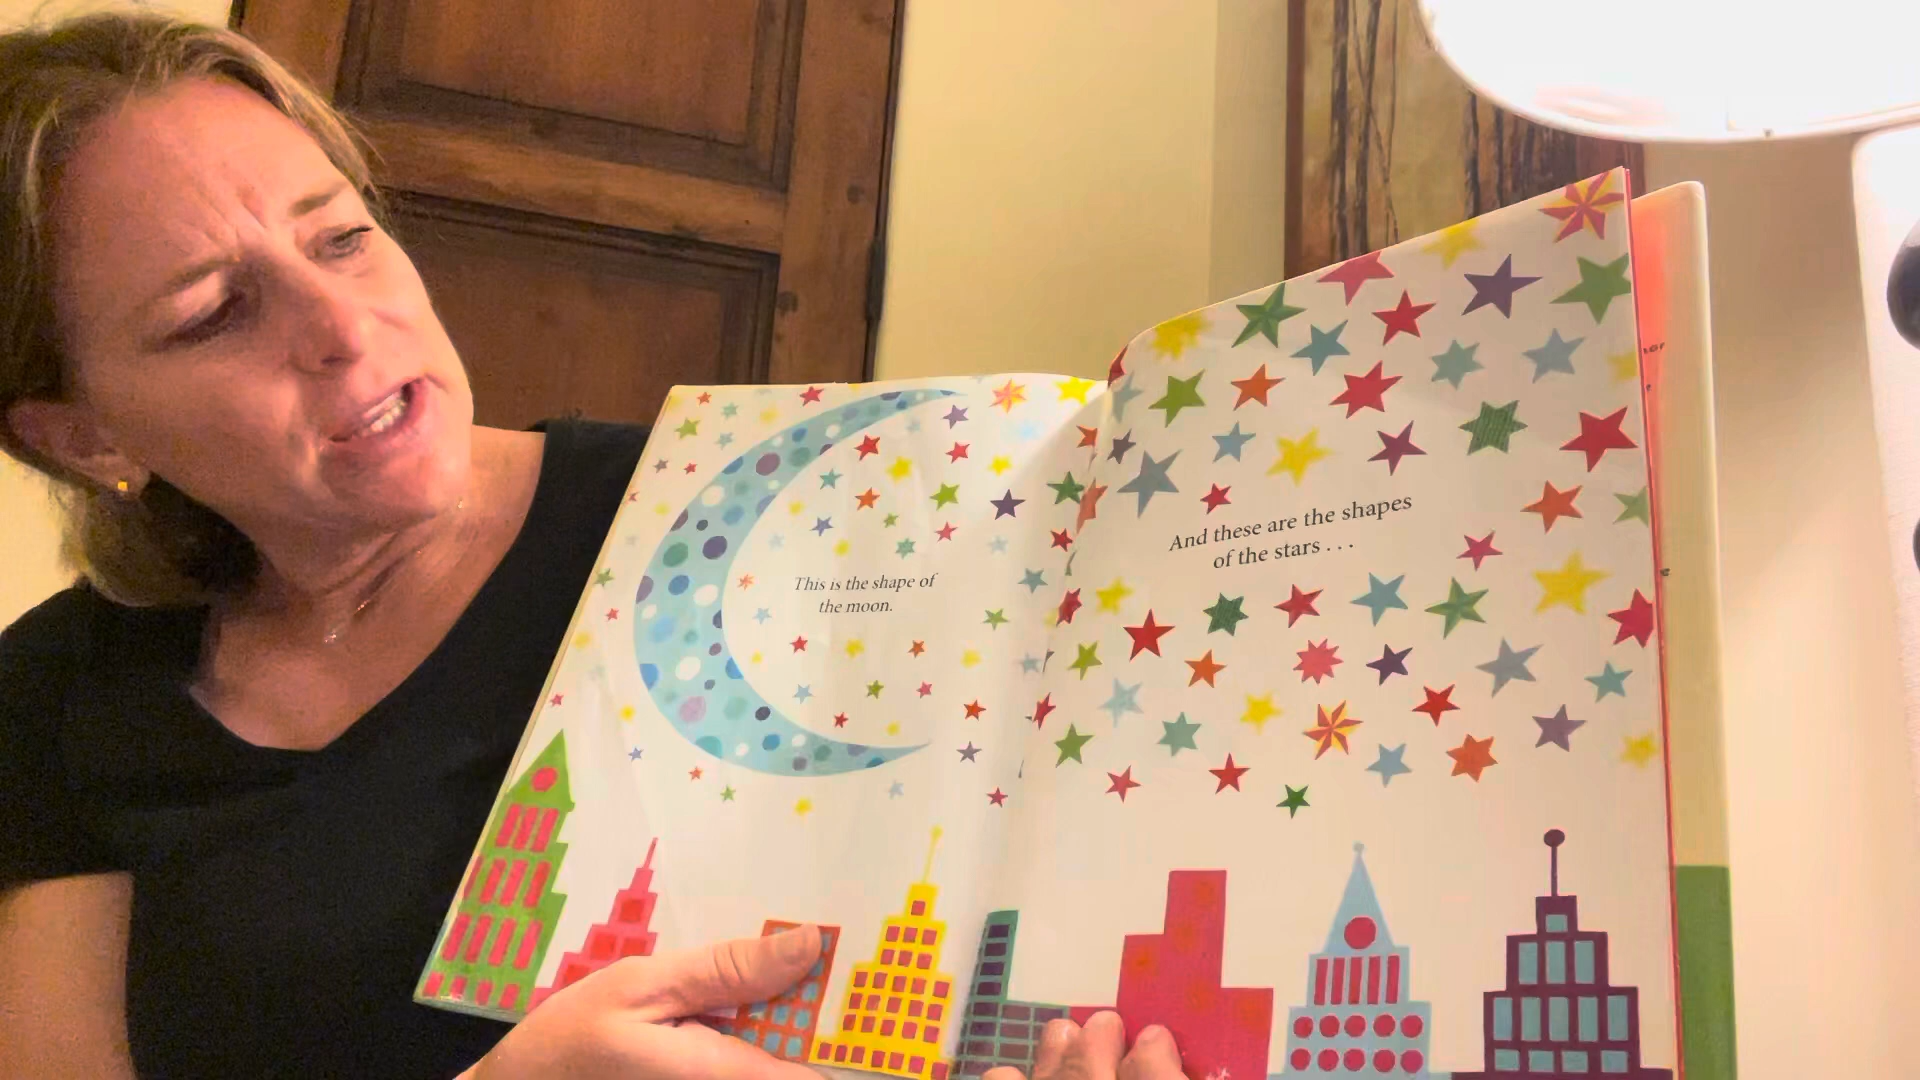 This is the shape of
the moon.
And these are the shapes
of the stars . . .